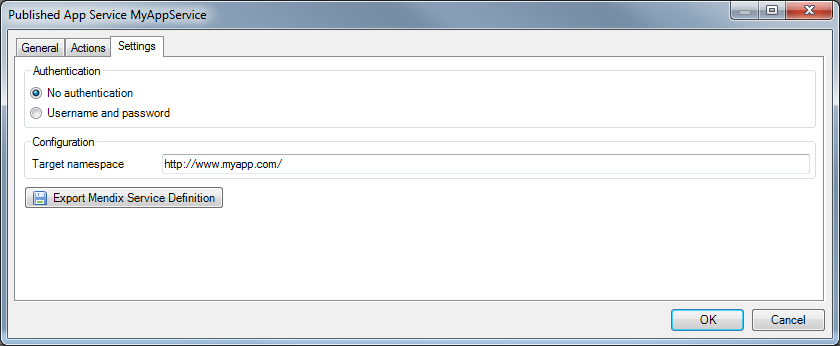 Published App Service MyAppService
General Actions Settings
Authentication
No authentication
Username and password
Configuration
Target namespace http://www.myapp.com/
Export Mendix Service Definition
OK Cancel